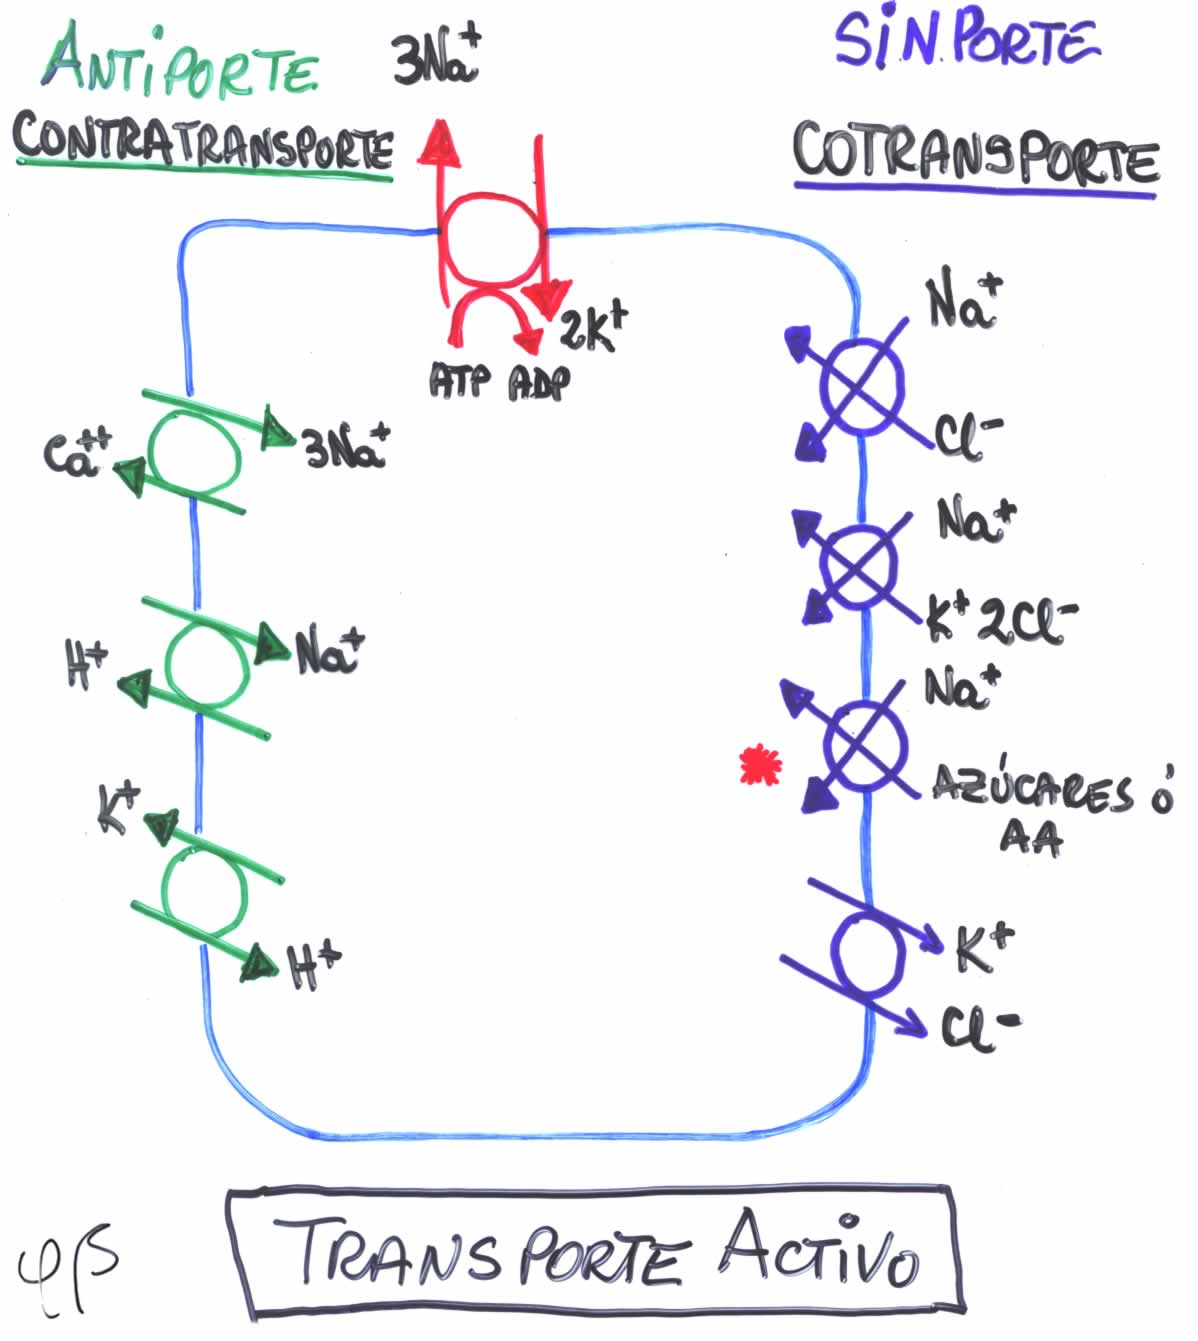 ANTIPORTE
CONTRATRANSPORTE
3Na+
SIN.PORTE
COTRANSPORTE
2K+
ATP ADP
Ca++
3Na+
H+
Na+
K+
H+
Na+
Cl-
Na+
K+ 2Cl-
Na+
AZÚCARES Ó
AA
K+
Cl-
TRANSPORTE ACTIVO